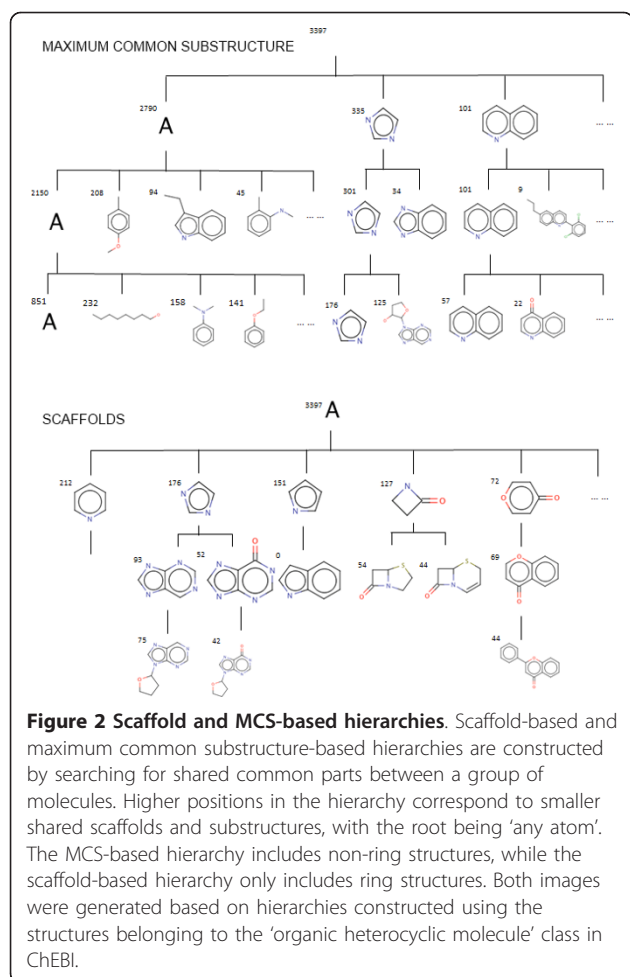 3397
MAXIMUM COMMON SUBSTRUCTURE
2790 A 335 N N 101 N ... ...
2150 A 208 O 94 N 45 N ... ... 301 N N 34 N N 101 N 9 ... ...
851 A 232 158 N 141 O ... ... 176 N N 125 57 N 22 O N ... ...
3397 A
SCAFFOLDS
212 N 176 N N 151 N 127 N O 72 O O ... ...
93 N N N N 52 O N N N N 0 N 54 S N O 44 S N O 69 O O
75 N N N N O 42 O N N N N O 44 O O
Figure 2 Scaffold and MCS-based hierarchies. Scaffold-based and
maximum common substructure-based hierarchies are constructed
by searching for shared common parts between a group of
molecules. Higher positions in the hierarchy correspond to smaller
shared scaffolds and substructures, with the root being ‘any atom’.
The MCS-based hierarchy includes non-ring structures, while the
scaffold-based hierarchy only includes ring structures. Both images
were generated based on hierarchies constructed using the
structures belonging to the ‘organic heterocyclic molecule’ class in
ChEBI.